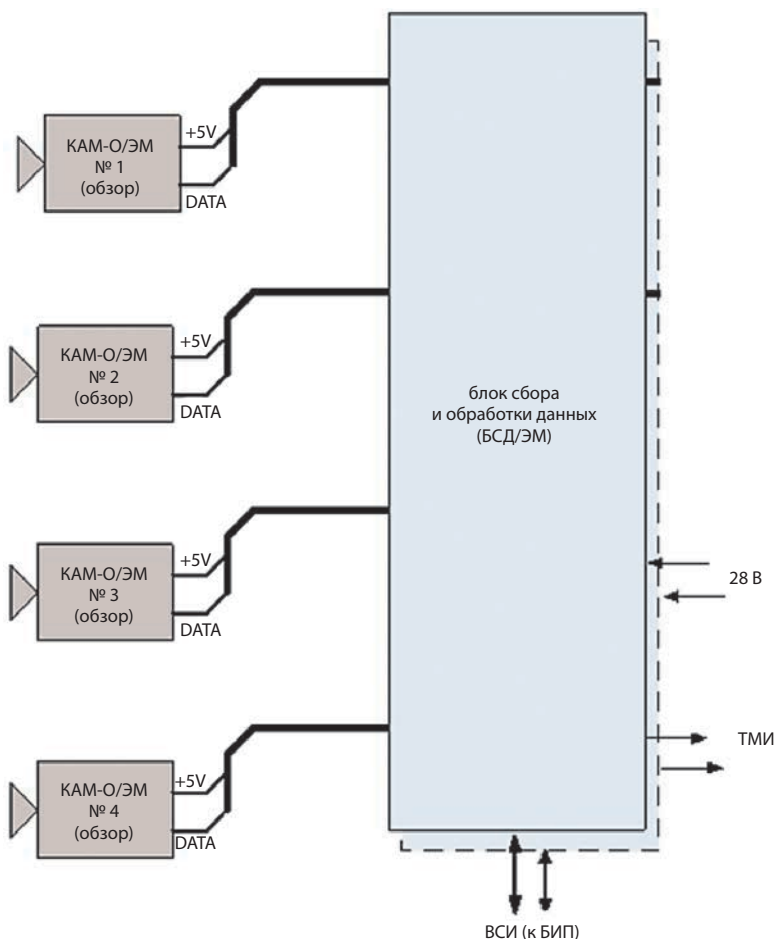 +5V
КАМ-О/ЭМ
№ 1
(обзор)
DATA
+5V
КАМ-О/ЭМ
№ 2
(обзор)
DATA
блок сбора
и обработки данных
(БСД/ЭМ)
+5V
КАМ-О/ЭМ
№ 3
(обзор)
DATA
28 В
ТМИ
+5V
КАМ-О/ЭМ
№ 4
(обзор)
DATA
ВСИ (к БИП)